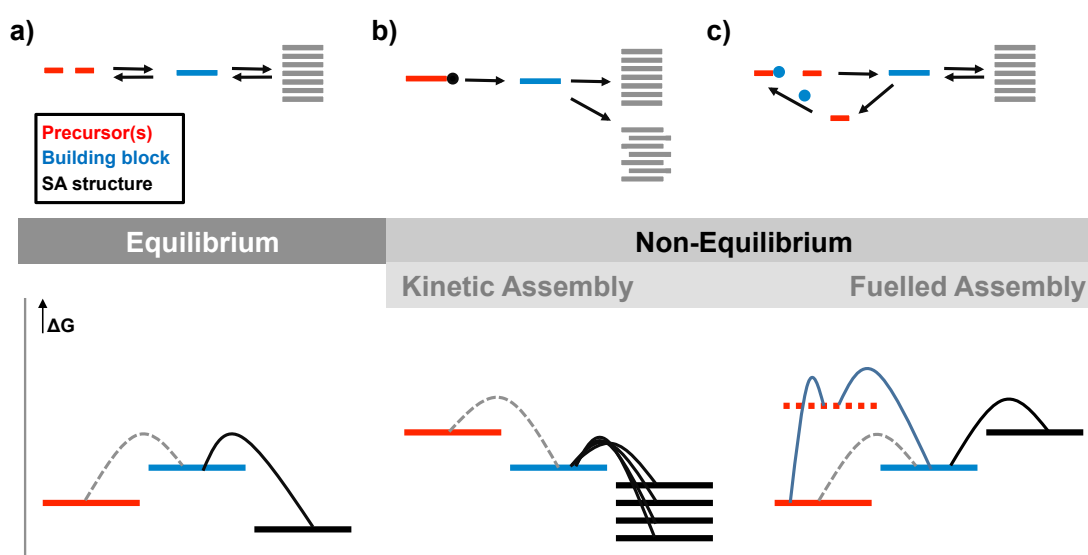 a)
b)
c)
Precursor(s)
Building block
SA structure
Equilibrium
Non-Equilibrium
Kinetic Assembly
Fuelled Assembly
ΔG